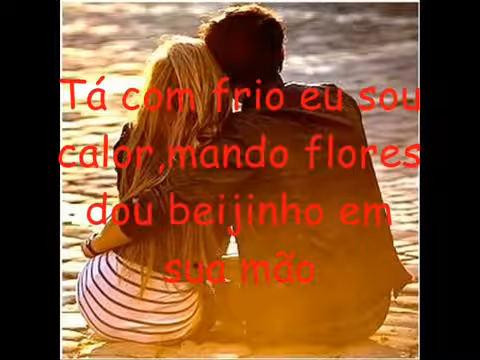 Tá com frio eu sou
calor,mando flores
dou beijinho em
sua mão